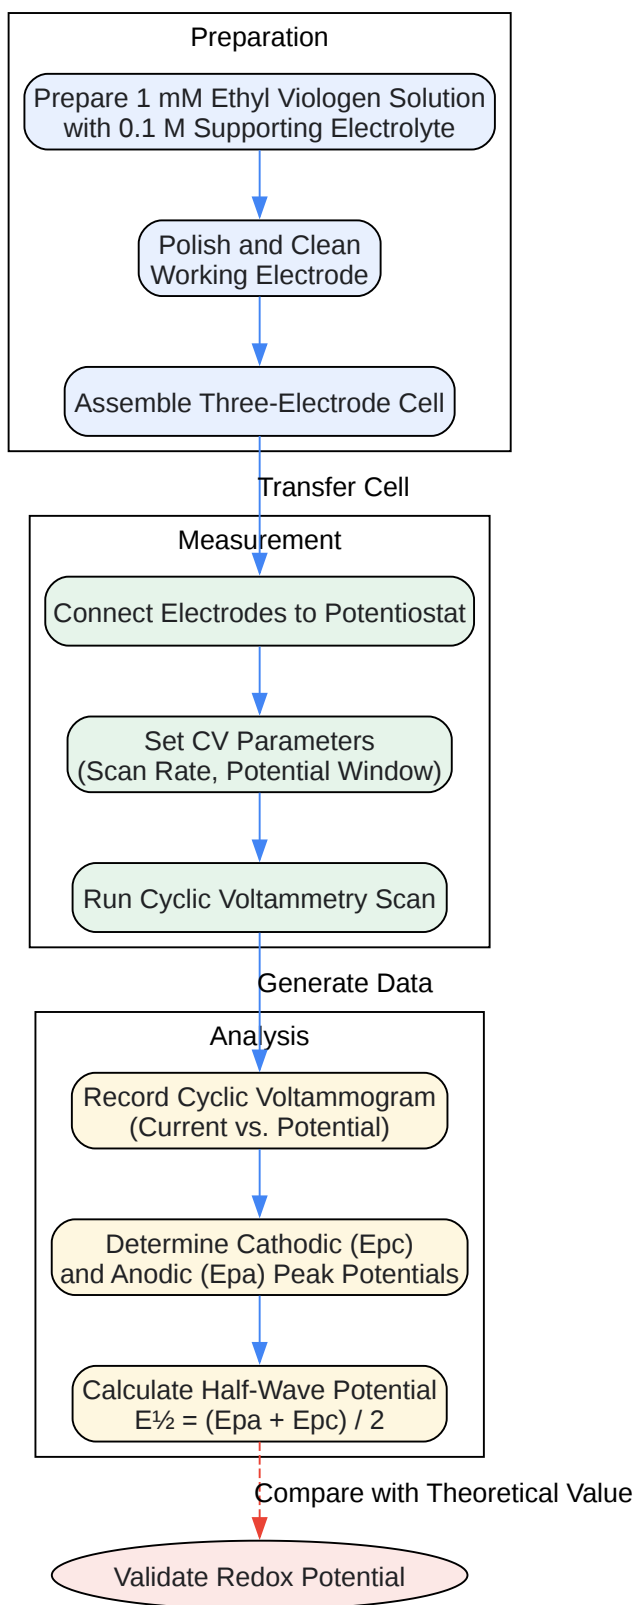 Preparation
Prepare 1 mM Ethyl Viologen Solution
with 0.1 M Supporting Electrolyte
Polish and Clean
Working Electrode
Assemble Three-Electrode Cell
Transfer Cell
Measurement
Connect Electrodes to Potentiostat
Set CV Parameters
(Scan Rate, Potential Window)
Run Cyclic Voltammetry Scan
Generate Data
Analysis
Record Cyclic Voltammogram
(Current vs. Potential)
Determine Cathodic (Epc)
and Anodic (Epa) Peak Potentials
Calculate Half-Wave Potential
E½ = (Epa + Epc) / 2
Compare with Theoretical Value
Validate Redox Potential